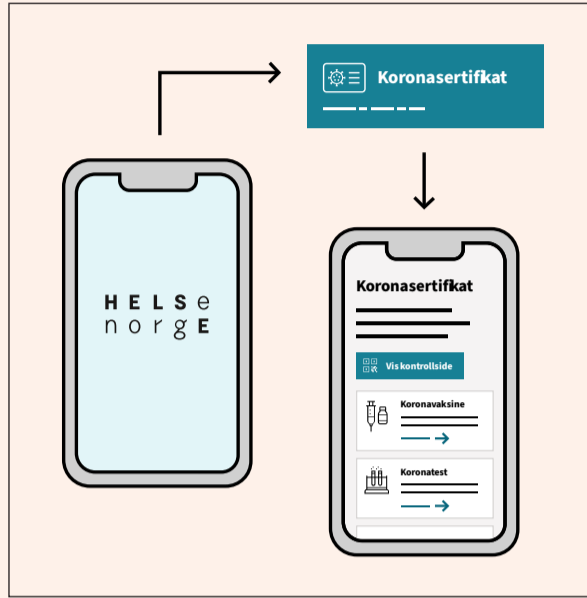 Koronasertifikat
HELSe
norgE
Koronasertifikat
Vis kontrollside
Koronavaksine
Koronatest